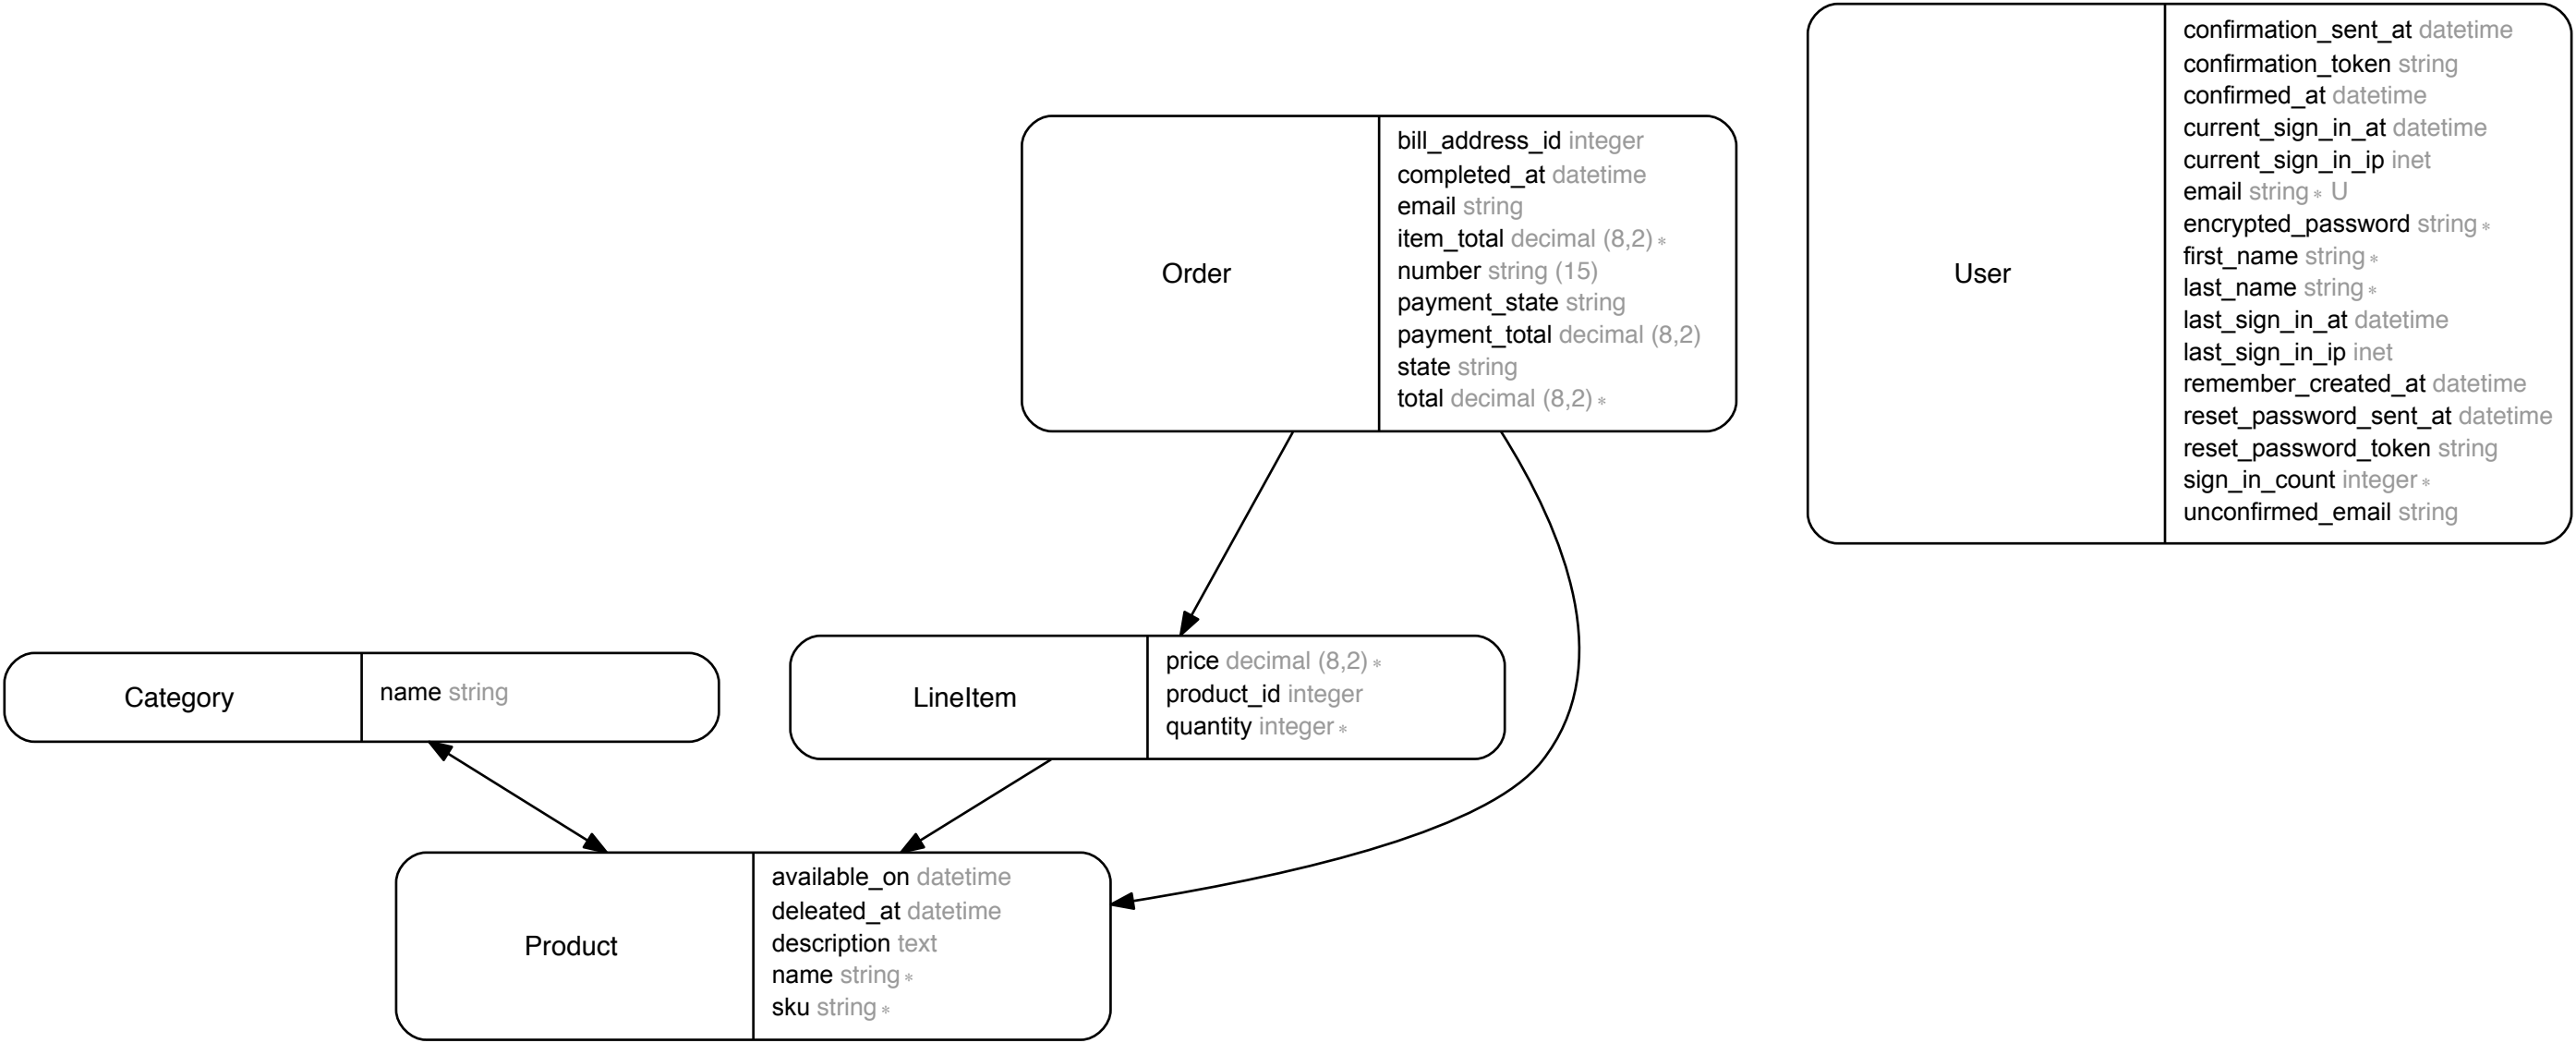 Order
bill_address_id integer
completed_at datetime
email string
item_total decimal (8,2) *
number string (15)
payment_state string
payment_total decimal (8,2)
state string
total decimal (8,2) *
User
confirmation_sent_at datetime
confirmation_token string
confirmed_at datetime
current_sign_in_at datetime
current_sign_in_ip inet
email string * U
encrypted_password string *
first_name string *
last_name string *
last_sign_in_at datetime
last_sign_in_ip inet
remember_created_at datetime
reset_password_sent_at datetime
reset_password_token string
sign_in_count integer *
unconfirmed_email string
Category
name string
LineItem
price decimal (8,2) *
product_id integer
quantity integer *
Product
available_on datetime
deleated_at datetime
description text
name string *
sku string *